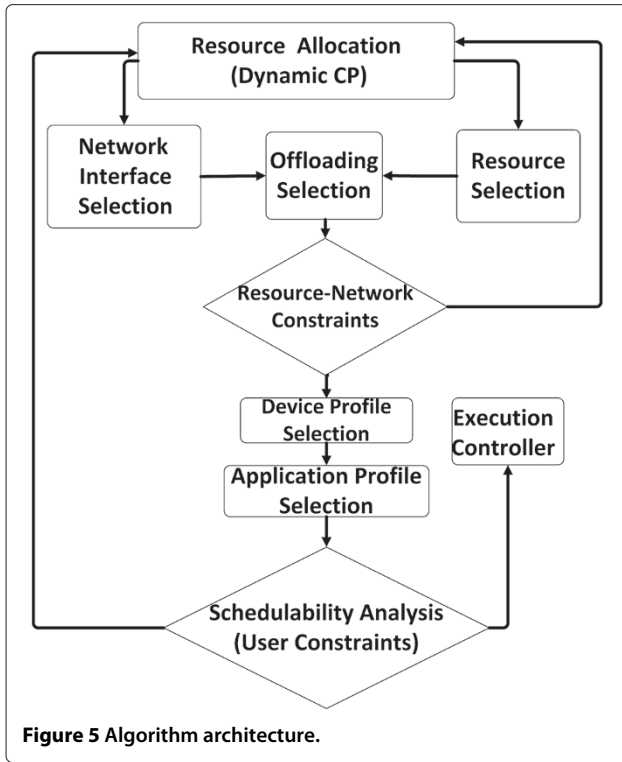 Resource Allocation
(Dynamic CP)
Network
Interface
Selection
Offloading
Selection
Resource
Selection
Resource-Network
Constraints
Device Profile
Selection
Execution
Controller
Application Profile
Selection
Schedulability Analysis
(User Constraints)
Figure 5 Algorithm architecture.